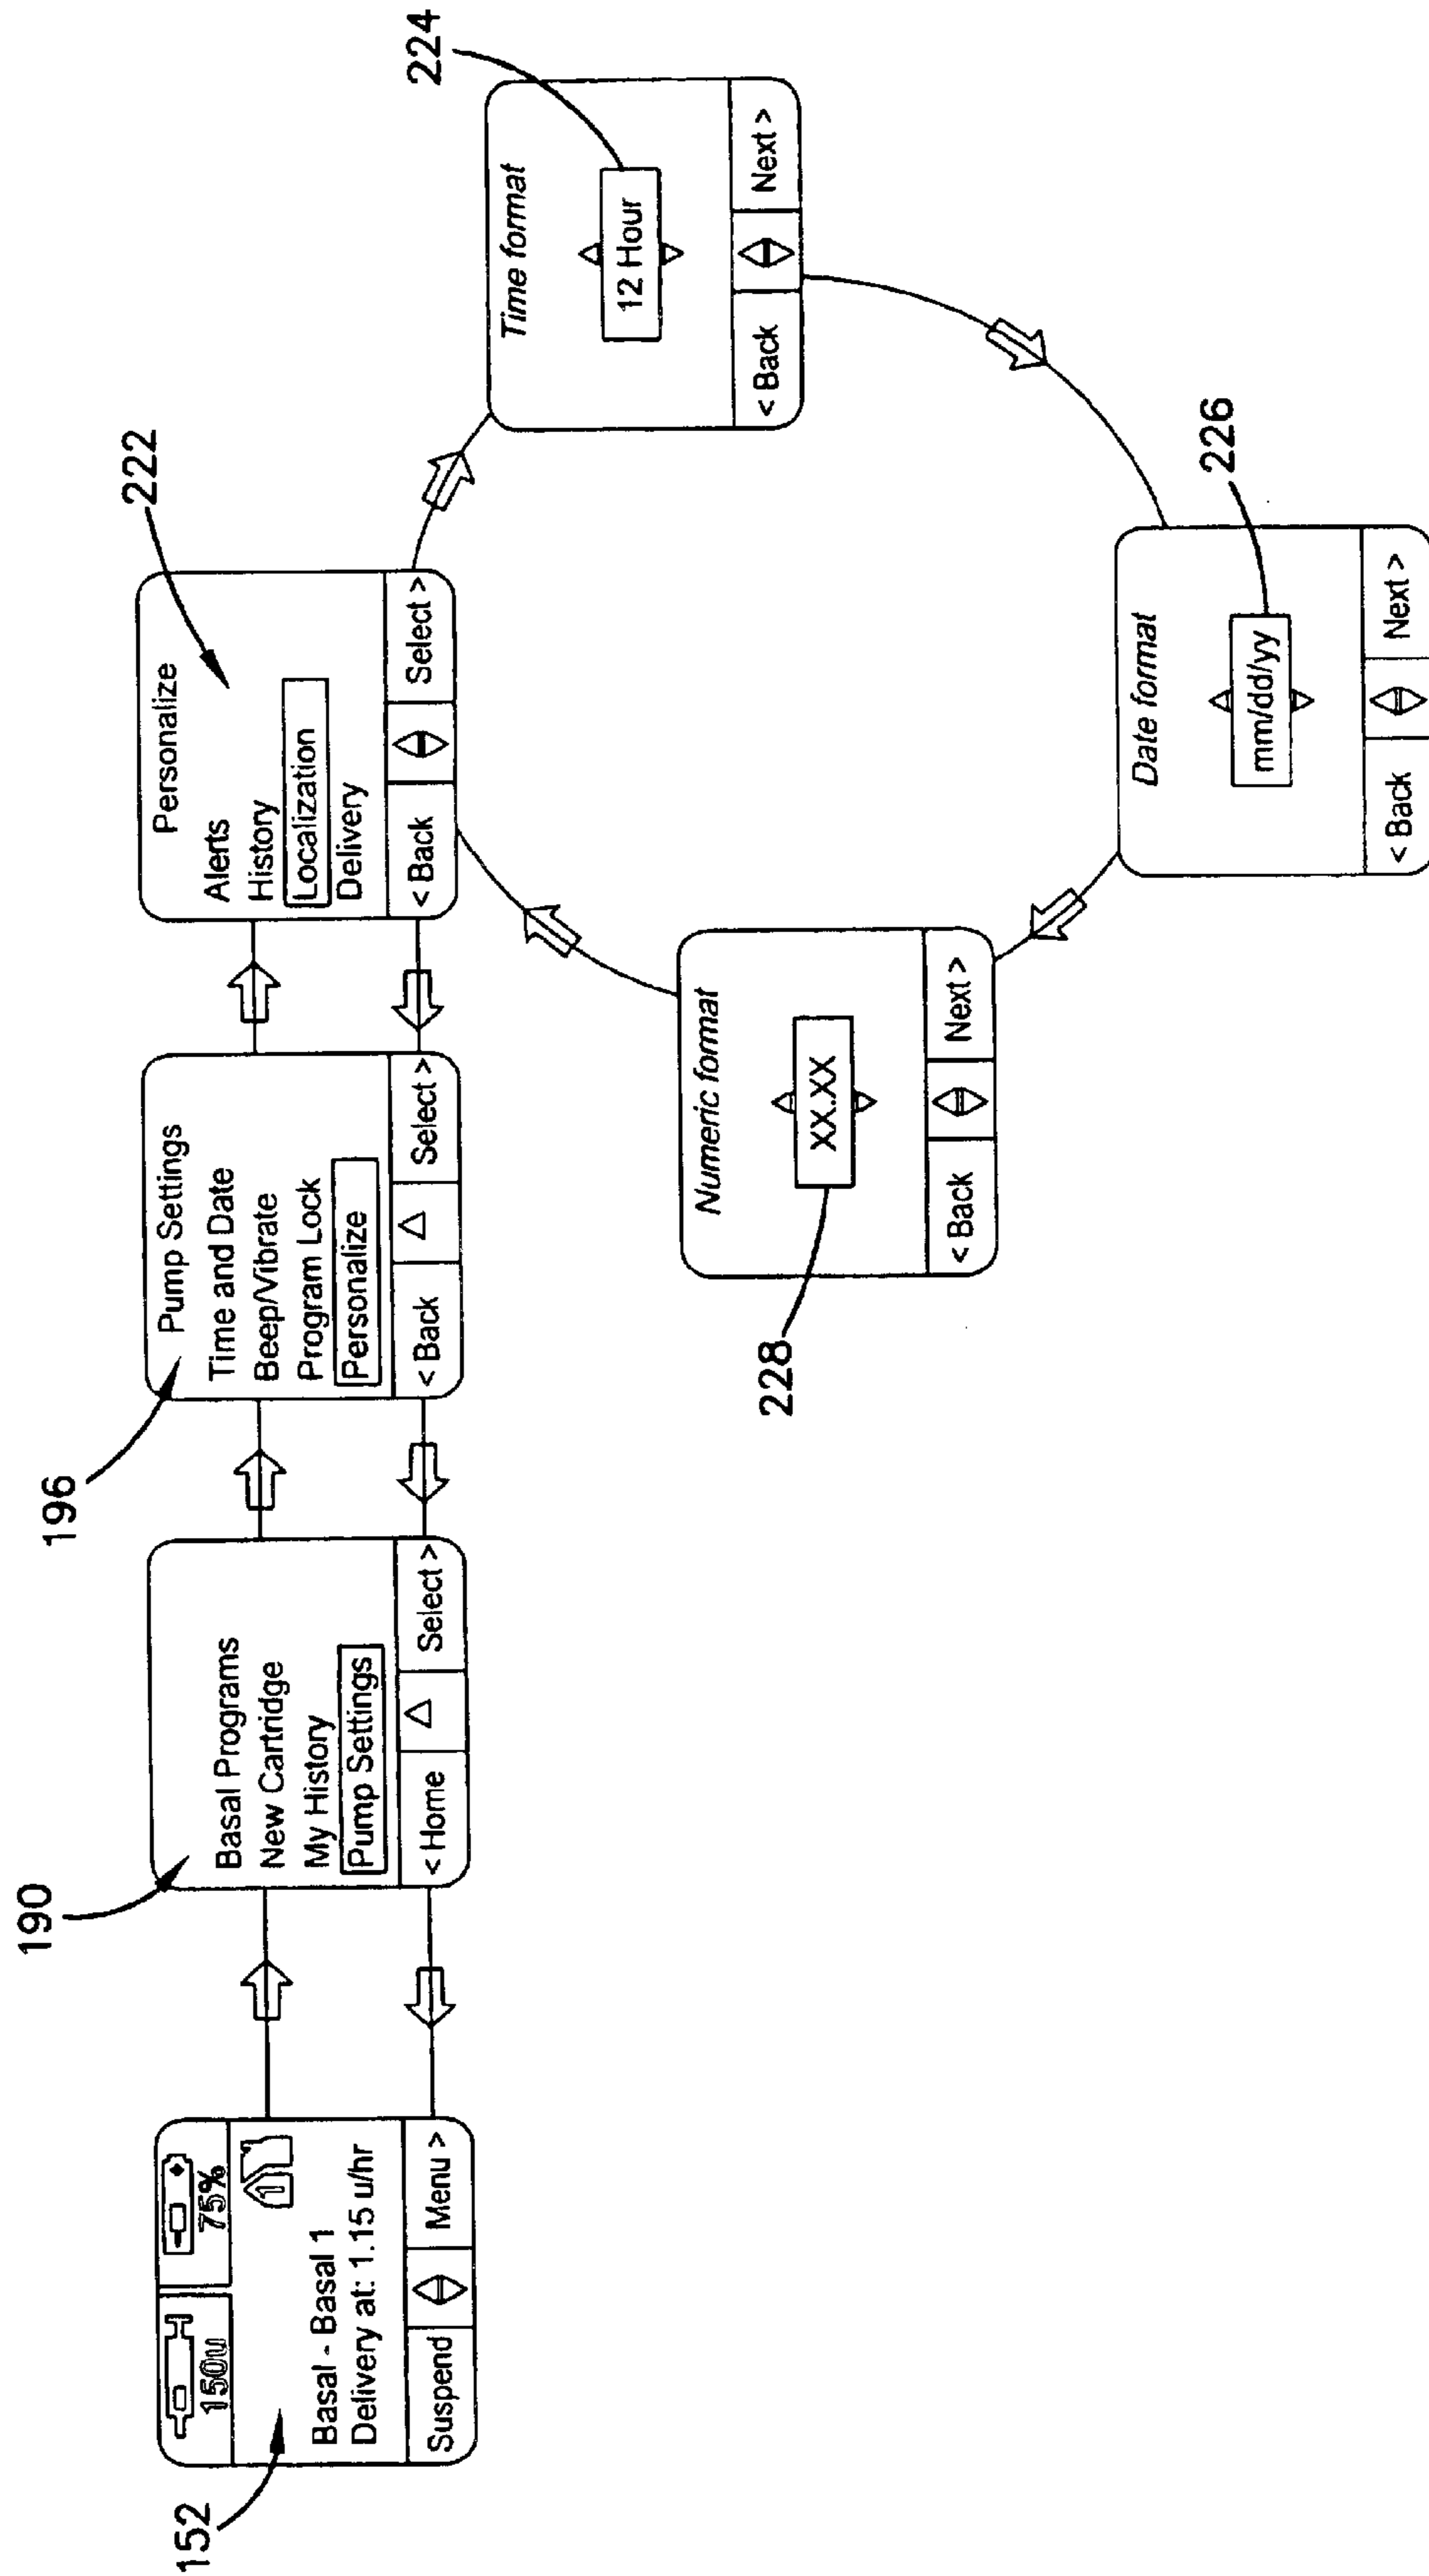 152
150u
75%
1
Basal - Basal 1
Delivery at: 1.15 u/hr
Suspend
Menu >
190
Basal Programs
New Cartridge
My History
Pump Settings
< Home
Select >
196
Pump Settings
Time and Date
Beep/Vibrate
Program Lock
Personalize
< Back
Select >
222
Personalize
Alerts
History
Localization
Delivery
< Back
Select >
224
Time format
12 Hour
< Back
Next >
226
Date format
mm/dd/yy
< Back
Next >
228
Numeric format
XX.XX
< Back
Next >